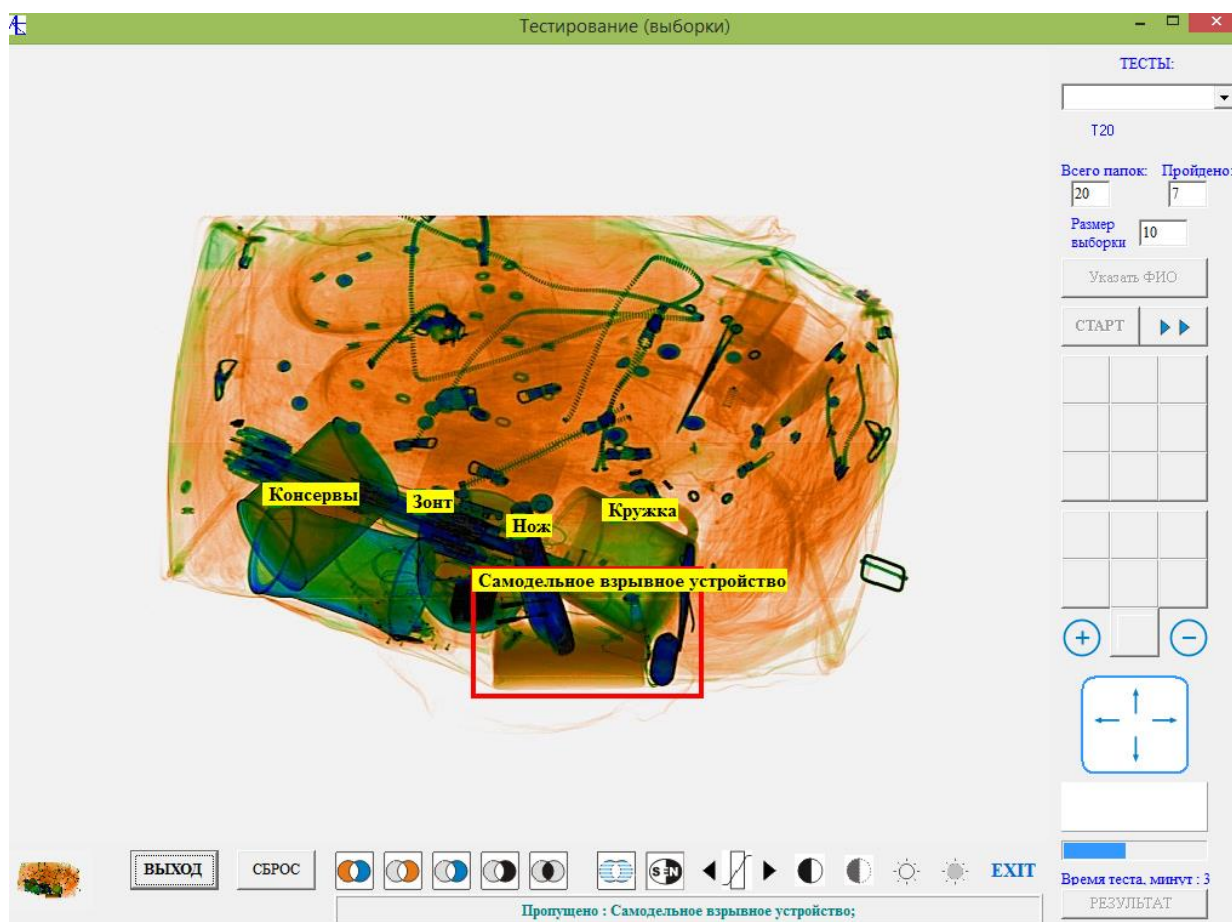 Тестирование (выборки)
ТЕСТЫ:
T20
Всего папок: Пройдено:
20 7
Размер выборки 10
Указать ФИО
СТАРТ
Консервы
Зонт
Нож
Кружка
Самодельное взрывное устройство
ВЫХОД
СБРОС
SEN
EXIT
Время теста, минут : 3
РЕЗУЛЬТАТ
Пропущено : Самодельное взрывное устройство;